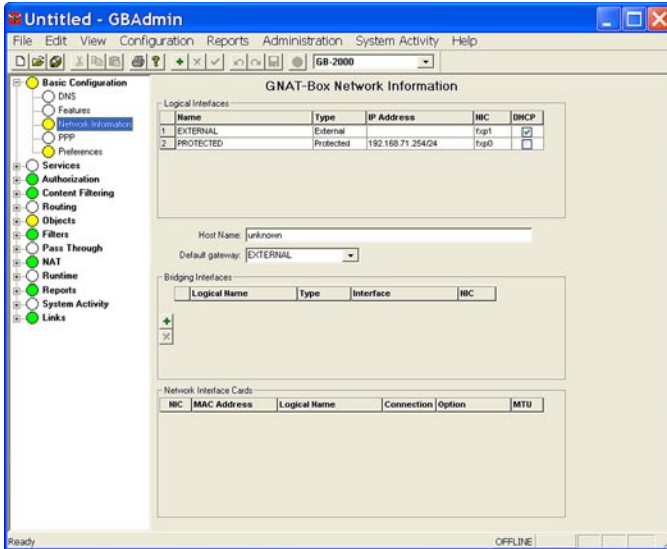 Untitled - GBAdmin
File Edit View Configuration Reports Administration System Activity Help
GB-2000
Basic Configuration
DNS
Features
Network Information
PPP
Preferences
Services
Authorization
Content Filtering
Routing
Objects
Filters
Pass Through
NAT
Runtime
Reports
System Activity
Links
GNAT-Box Network Information
Logical Interfaces
Name Type IP Address NIC DHCP
1 EXTERNAL External fxp1
2 PROTECTED Protected 192.168.71.254/24 fxp0
Host Name: unknown
Default gateway: EXTERNAL
Bridging Interfaces
Logical Name Type Interface NIC
Network Interface Cards
NIC MAC Address Logical Name Connection Option MTU
Ready OFFLINE